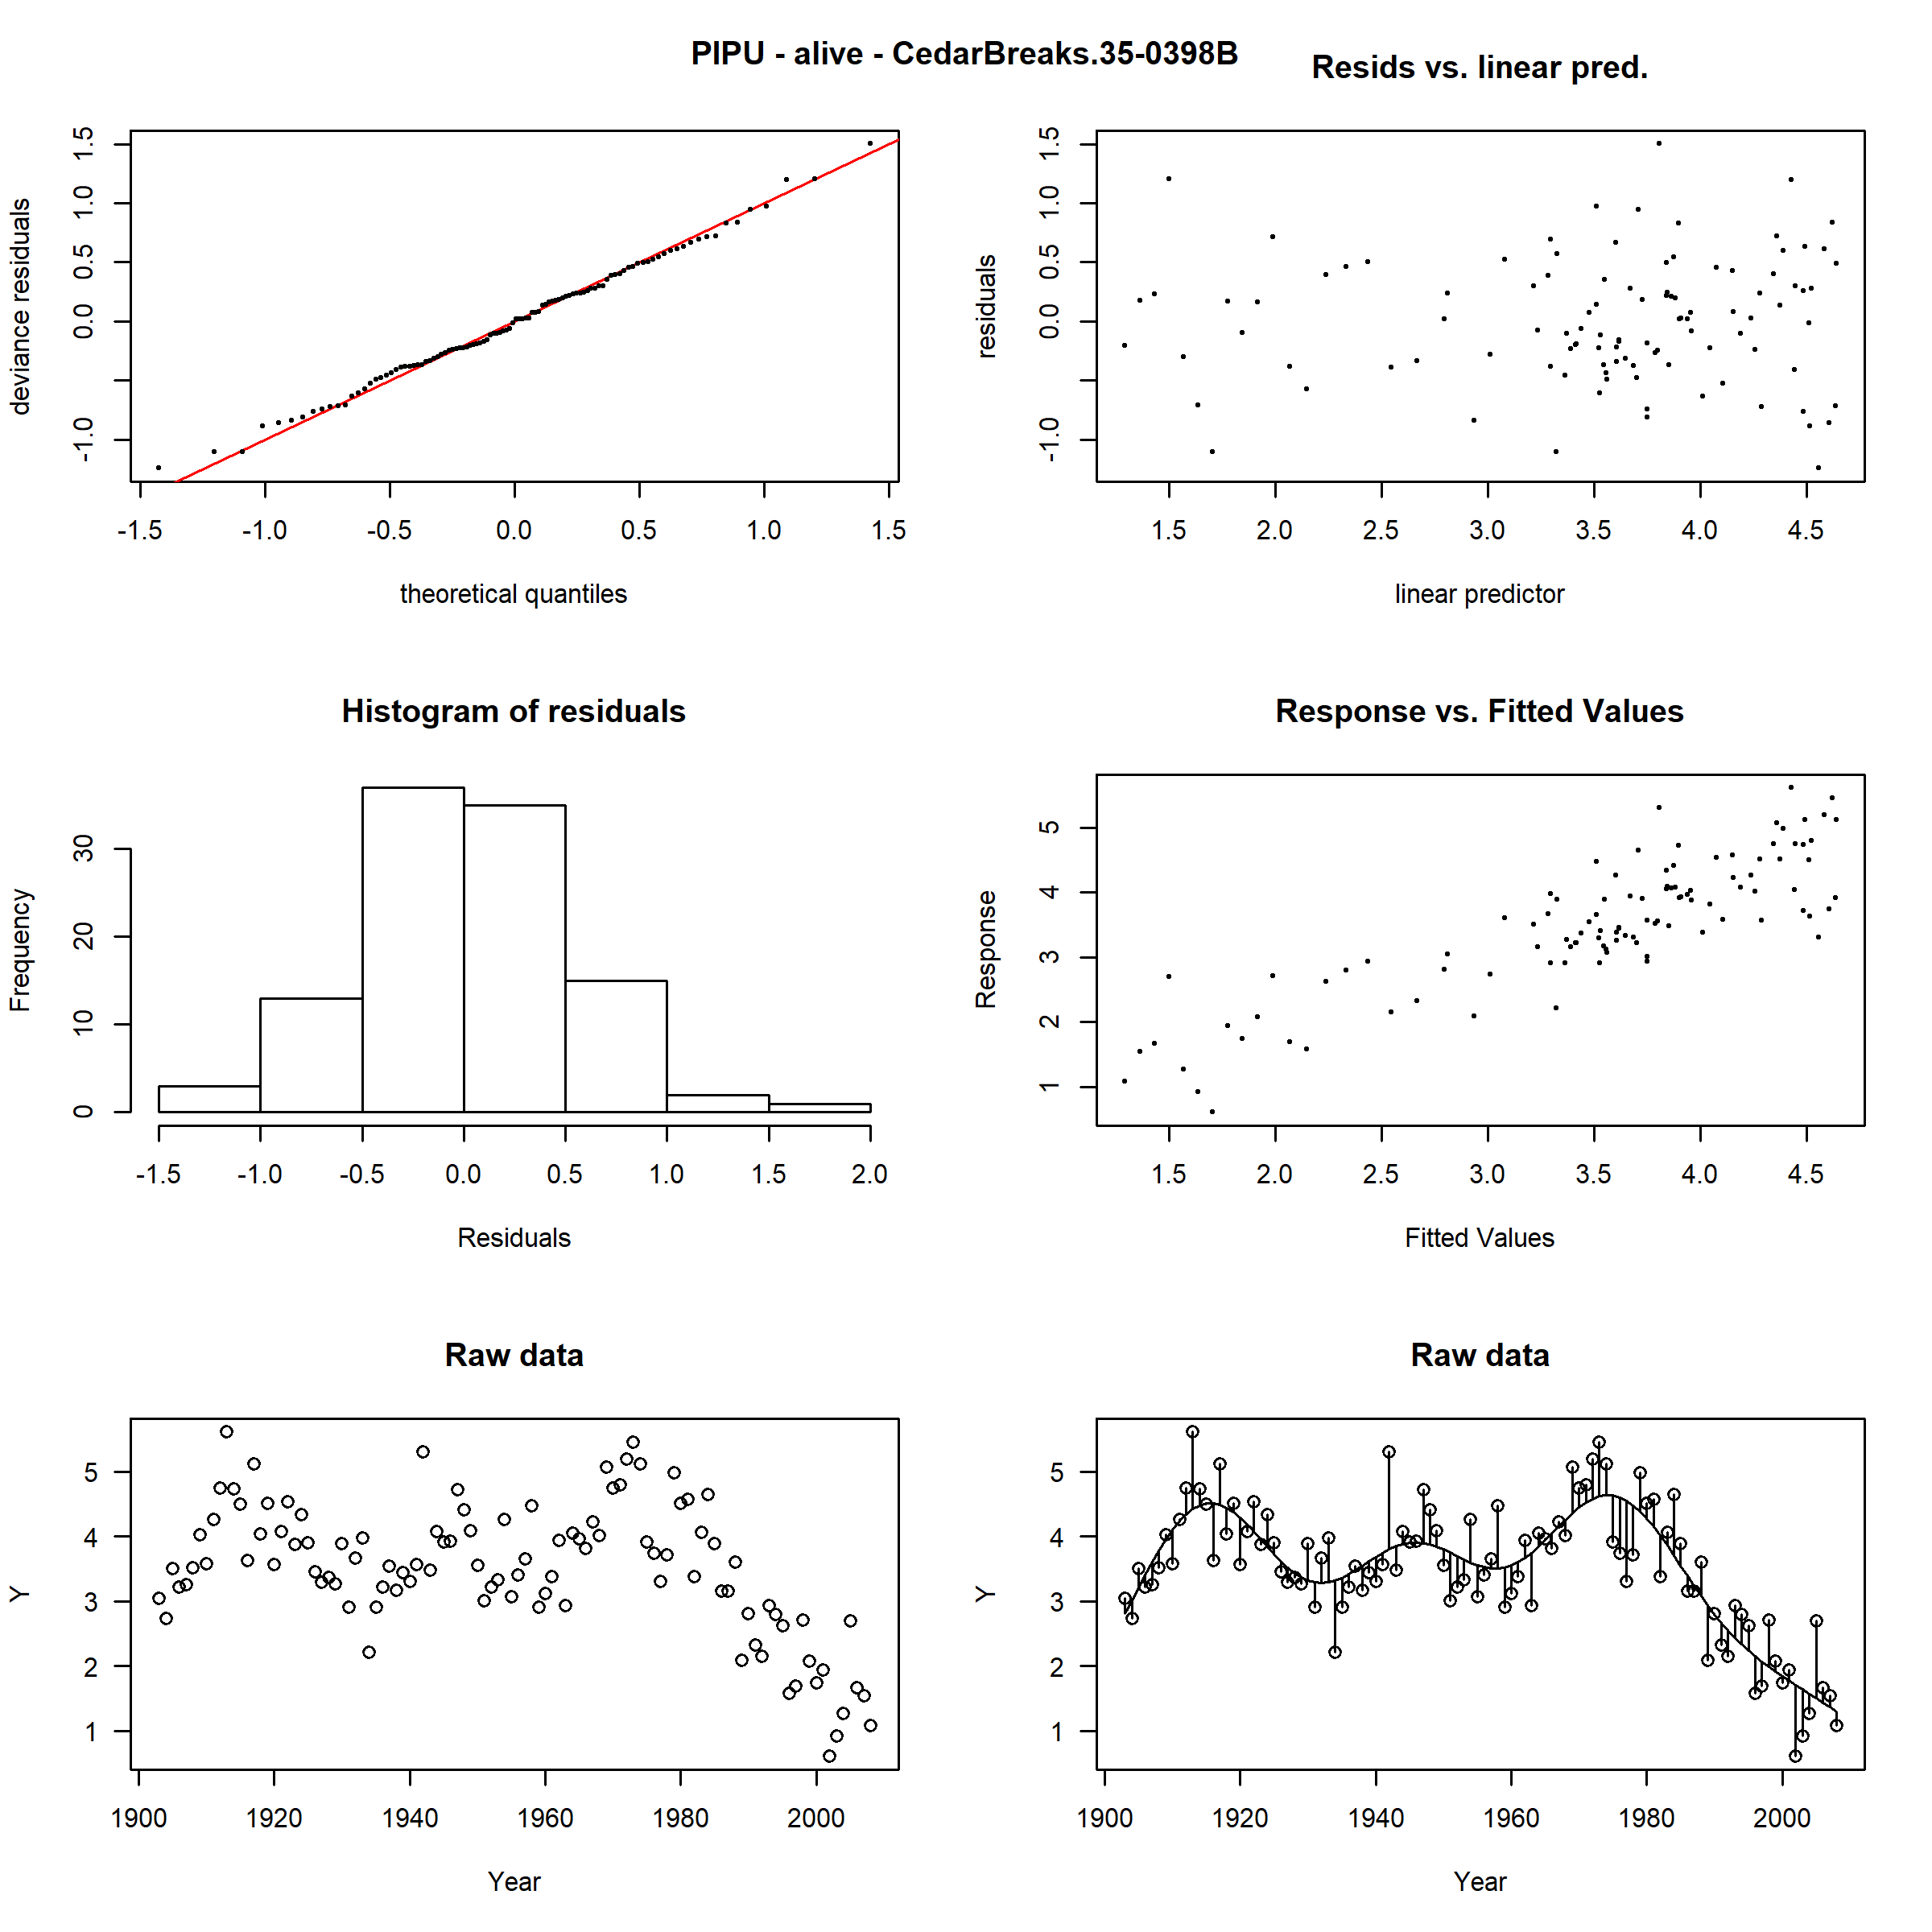 PIPU - alive - CedarBreaks.35-0398B
Resids vs. linear pred.
deviance residuals
-1.0 0.0 0.5 1.0 1.5
-1.5 -1.0 -0.5 0.0 0.5 1.0 1.5
theoretical quantiles
residuals
-1.0 0.0 0.5 1.0 1.5
1.5 2.0 2.5 3.0 3.5 4.0 4.5
linear predictor
Histogram of residuals
Frequency
0 10 20 30
-1.5 -1.0 -0.5 0.0 0.5 1.0 1.5 2.0
Residuals
Response vs. Fitted Values
Response
1 2 3 4 5
1.5 2.0 2.5 3.0 3.5 4.0 4.5
Fitted Values
Raw data
Y
1 2 3 4 5
1900 1920 1940 1960 1980 2000
Year
Raw data
Y
1 2 3 4 5
1900 1920 1940 1960 1980 2000
Year